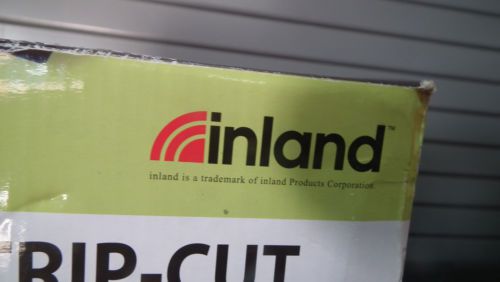 inland™
inland is a trademark of inland Products Corporation.
RIP-CUT